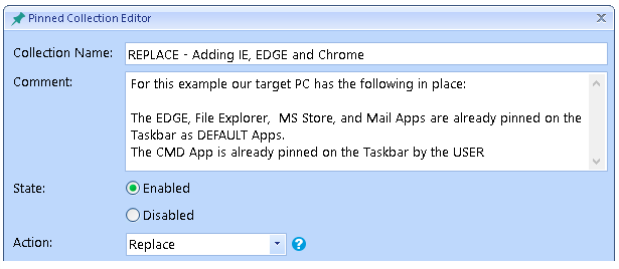 Pinned Collection Editor
X
Collection Name: REPLACE - Adding IE, EDGE and Chrome
Comment: For this example our target PC has the following in place:
The EDGE, File Explorer, MS Store, and Mail Apps are already pinned on the
Taskbar as DEFAULT Apps.
The CMD App is already pinned on the Taskbar by the USER
State: Enabled
Disabled
Action: Replace ?